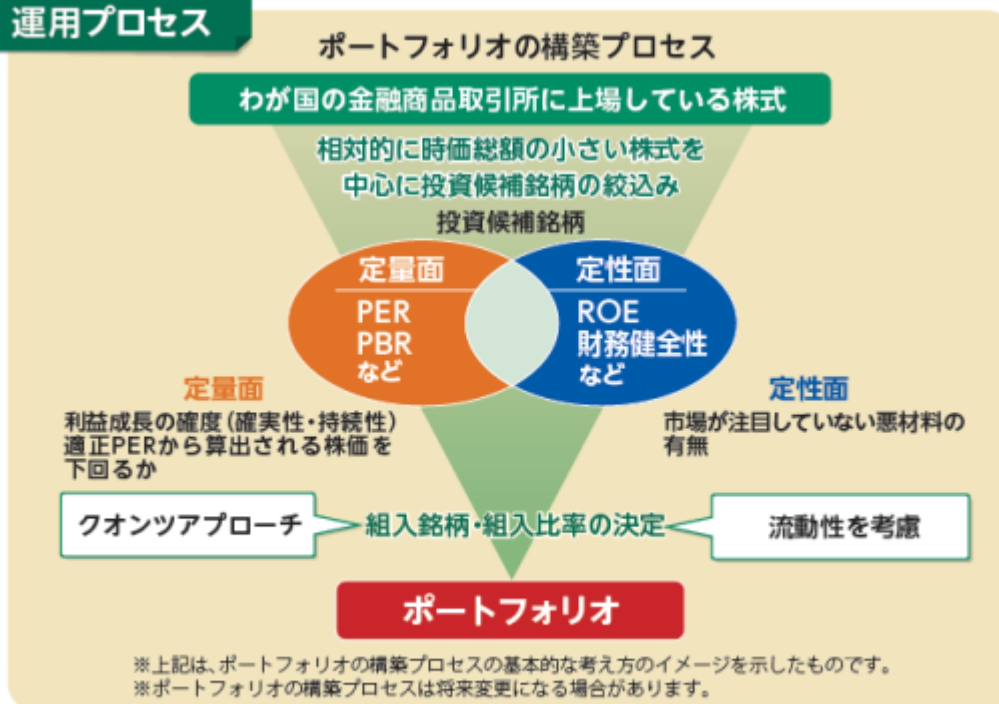 運用プロセス
ポートフォリオの構築プロセス
わが国の金融商品取引所に上場している株式
相対的に時価総額の小さい株式を
中心に投資候補銘柄の絞込み
投資候補銘柄
定量面
PER
PBR
など
定性面
ROE
財務健全性
など
定量面
利益成長の確度(確実性・持続性)
適正PERから算出される株価を
下回るか
定性面
市場が注目していない悪材料の
有無
クオンツアプローチ
組入銘柄・組入比率の決定
流動性を考慮
ポートフォリオ
※上記は、ポートフォリオの構築プロセスの基本的な考え方のイメージを示したものです。
※ポートフォリオの構築プロセスは将来変更になる場合があります。